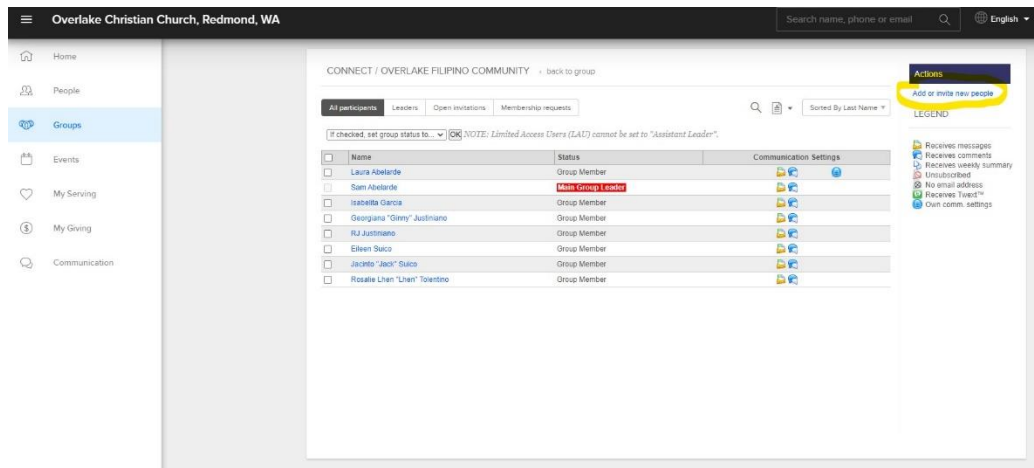 Overlake Christian Church, Redmond, WA
Search name, phone or email
English
Home
People
Groups
Events
My Serving
My Giving
Communication
CONNECT / OVERLAKE FILIPINO COMMUNITY
back to group
All participants Leaders Open invitations Membership requests
Sorted By Last Name
If checked, set group status to... OK NOTE: Limited Access Users (LAU) cannot be set to "Assistant Leader".
Name Status Communication Settings
Laura Abelarde Group Member
Sam Abelarde Main Group Leader
Isabelita Garcia Group Member
Georgiana "Ginny" Justiniano Group Member
RJ Justiniano Group Member
Eileen Suico Group Member
Jacinto "Jack" Suico Group Member
Rosalie Lhen "Lhen" Tolentino Group Member
Actions
Add or invite new people
LEGEND
Receives messages
Receives comments
Receives weekly summary
Unsubscribed
No email address
Receives Twext™
Own comm. settings